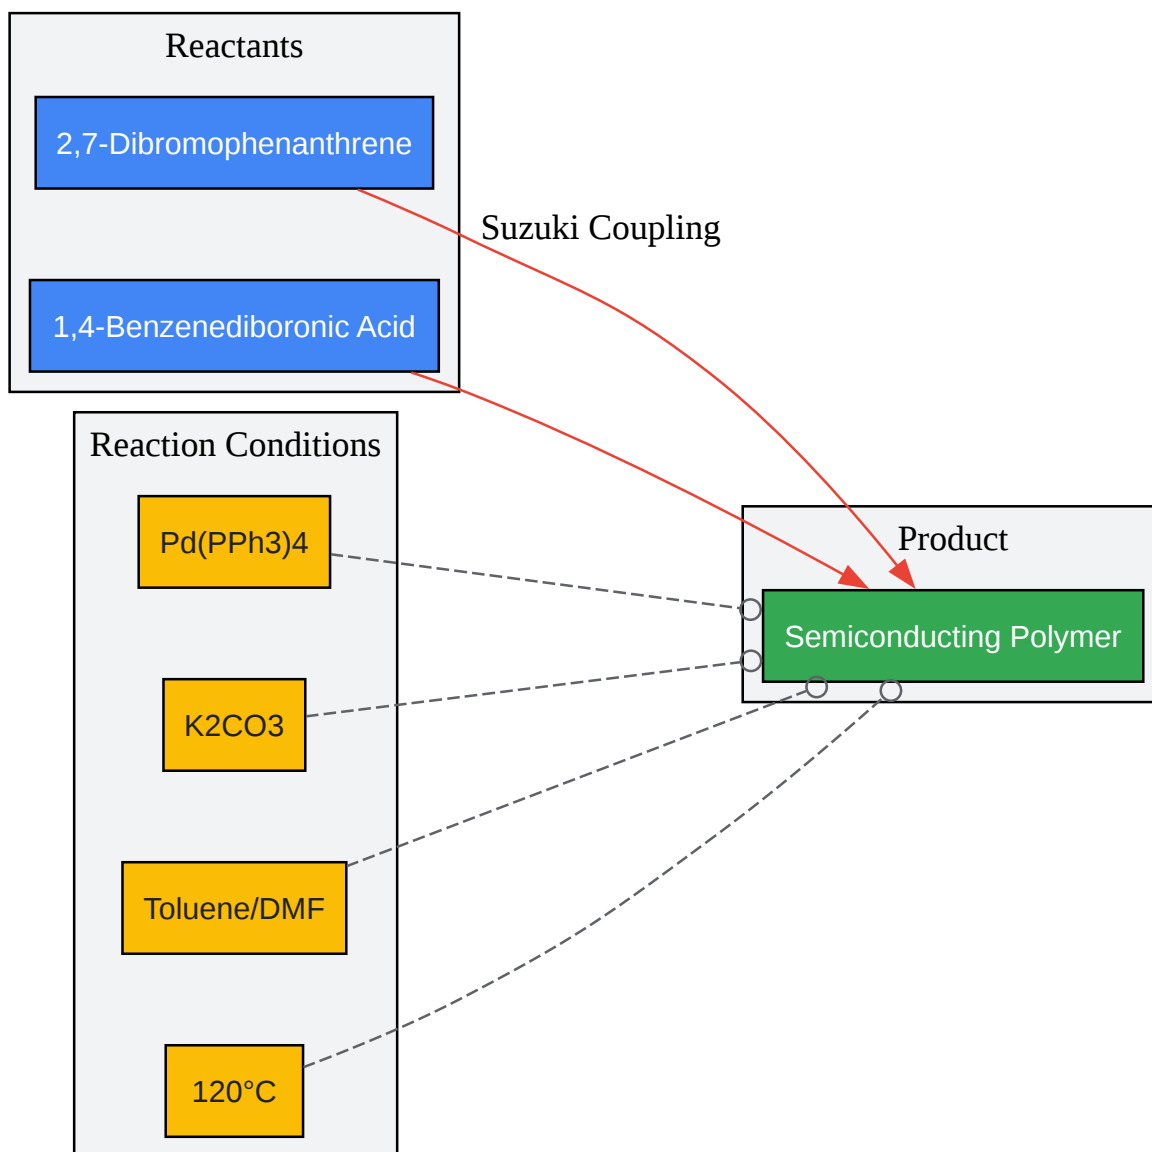 Reactants
2,7-Dibromophenanthrene
Suzuki Coupling
1,4-Benzenediboronic Acid
Reaction Conditions
Pd(PPh3)4
Product
Semiconducting Polymer
K2CO3
Toluene/DMF
120°C